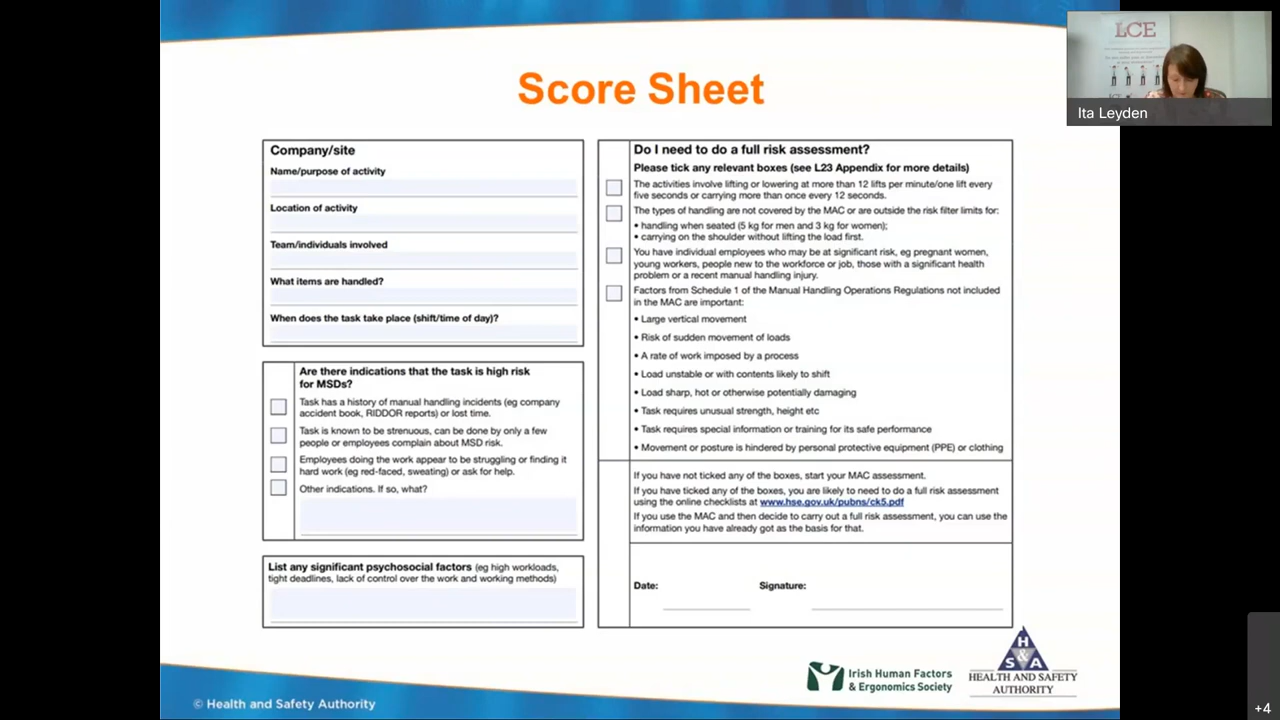 Score Sheet
LCE
Ita Leyden
Company/site
Name/purpose of activity
Location of activity
Team/individuals involved
What items are handled?
When does the task take place (shift/time of day)?
Are there indications that the task is high risk
for MSDs?
Task has a history of manual handling incidents (eg company
accident book, RIDDOR reports) or lost time.
Task is known to be strenuous, can be done by only a few
people or employees complain about MSD risk.
Employees doing the work appear to be struggling or finding it
hard work (eg red-faced, sweating) or ask for help.
Other indications. If so, what?
List any significant psychosocial factors (eg high workloads,
tight deadlines, lack of control over the work and working methods)
Do I need to do a full risk assessment?
Please tick any relevant boxes (see L23 Appendix for more details)
The activities involve lifting or lowering at more than 12 lifts per minute/one lift every
five seconds or carrying more than once every 12 seconds.
The types of handling are not covered by the MAC or are outside the risk filter limits for:
• handling when seated (5 kg for men and 3 kg for women);
• carrying on the shoulder without lifting the load first.
You have individual employees who may be at significant risk, eg pregnant women,
young workers, people new to the workforce or job, those with a significant health
problem or a recent manual handling injury.
Factors from Schedule 1 of the Manual Handling Operations Regulations not included
in the MAC are important:
• Large vertical movement
• Risk of sudden movement of loads
• A rate of work imposed by a process
• Load unstable or with contents likely to shift
• Load sharp, hot or otherwise potentially damaging
• Task requires unusual strength, height etc
• Task requires special information or training for its safe performance
• Movement or posture is hindered by personal protective equipment (PPE) or clothing
If you have not ticked any of the boxes, start your MAC assessment.
If you have ticked any of the boxes, you are likely to need to do a full risk assessment
using the online checklists at www.hse.gov.uk/pubns/ck5.pdf
If you use the MAC and then decide to carry out a full risk assessment, you can use the
information you have already got as the basis for that.
Date:
Signature:
Irish Human Factors
& Ergonomics Society
H
S & A
HEALTH AND SAFETY
AUTHORITY
© Health and Safety Authority
+4